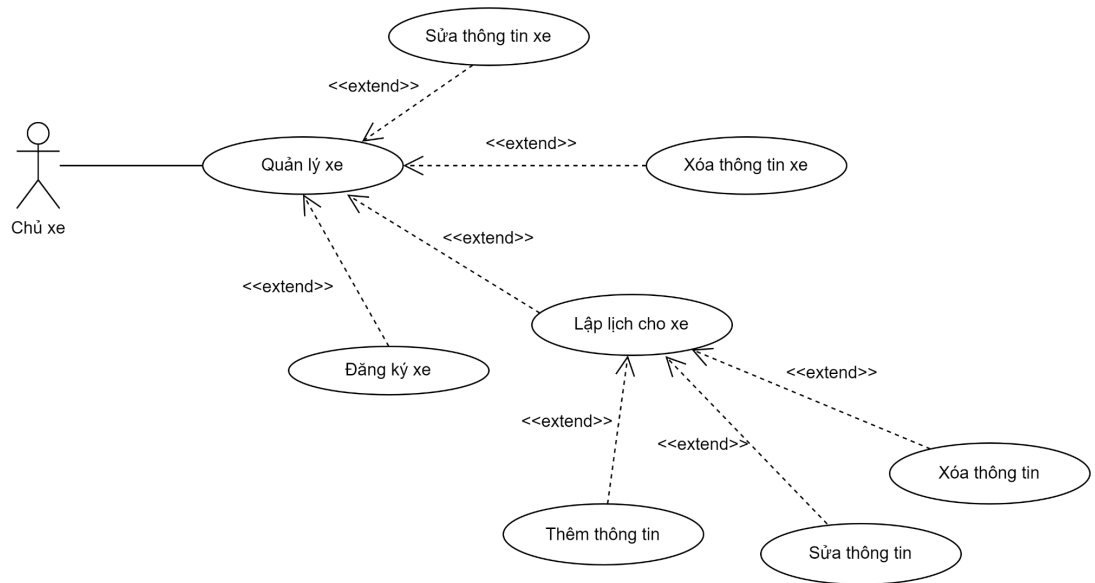 Sửa thông tin xe
<<extend>>
<<extend>>
Quản lý xe
Xóa thông tin xe
Chủ xe
<<extend>>
<<extend>>
Lập lịch cho xe
Đăng ký xe
<<extend>>
<<extend>>
<<extend>>
Xóa thông tin
Thêm thông tin
Sửa thông tin